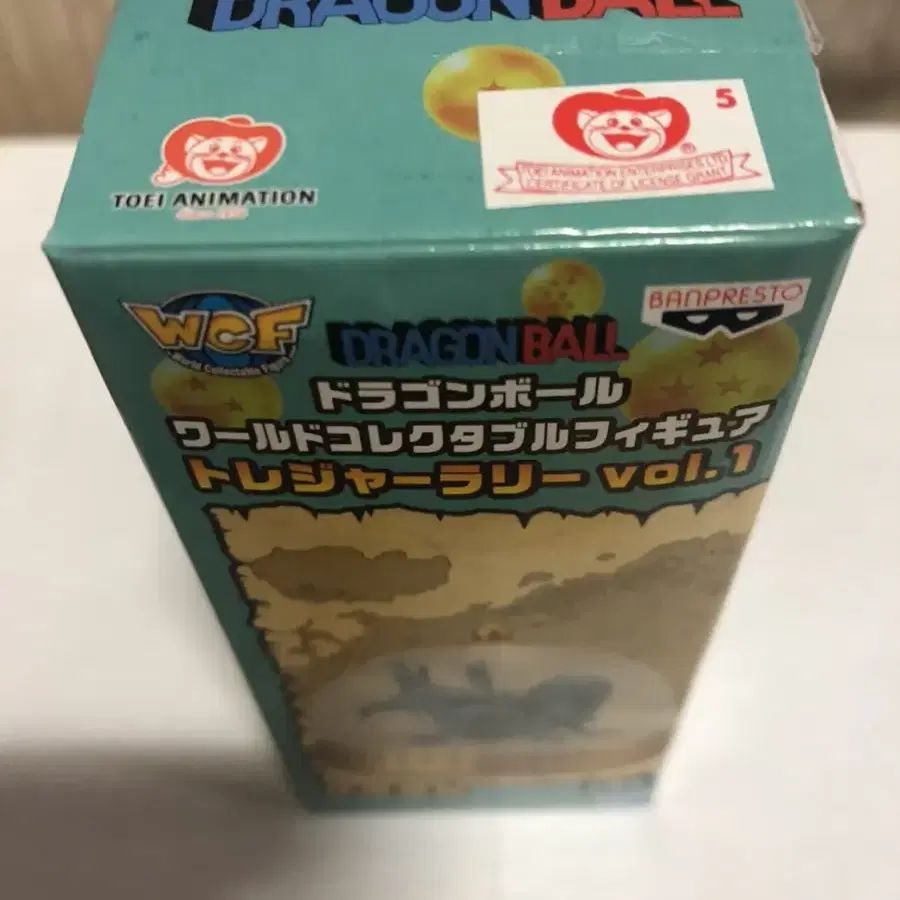 DRAGON BALL
5
TOEI ANIMATION
TOEI ANIMATION ENTERPRISES LTD
CERTIFICATE OF LICENSE GRANT
WCF
World Collectable Figure
DRAGON BALL
BANPRESTO
ドラゴンボール
ワールドコレクタブルフィギュア
トレジャーラリー vol.1